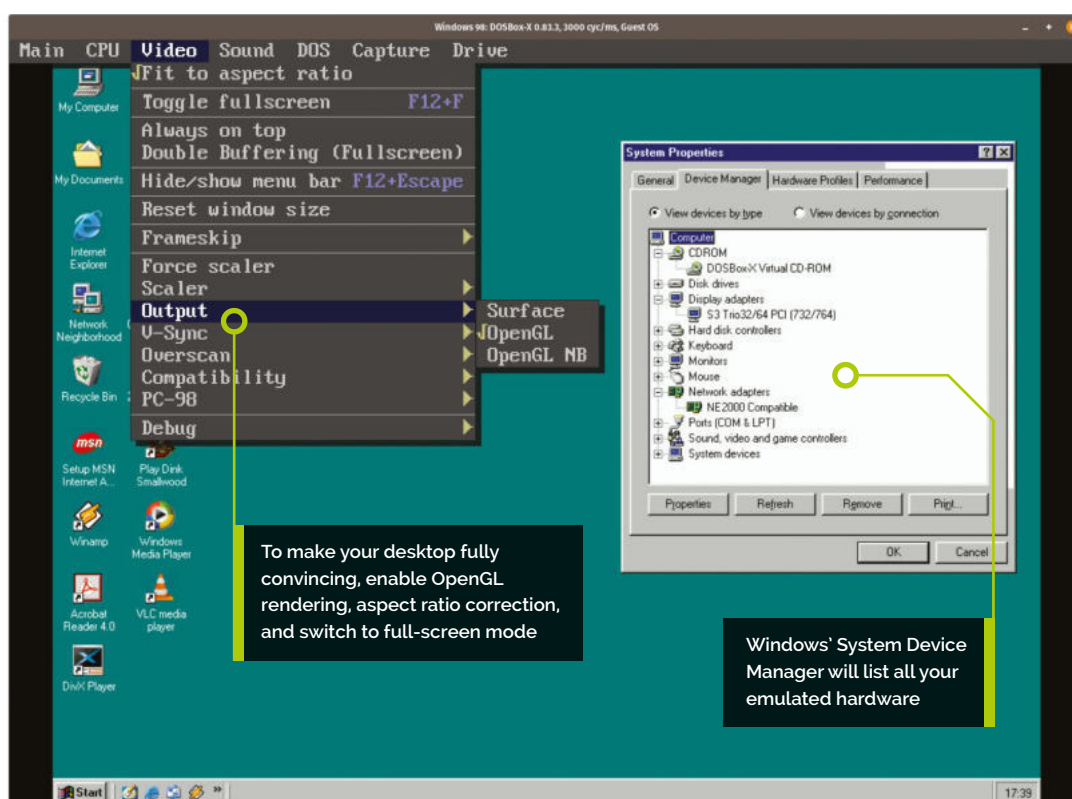 Windows 98: DOSBox-X 0.83.3, 3000 cyc/ms, Guest OS
Main CPU Video Sound DOS Capture Drive
√Fit to aspect ratio
Toggle fullscreen F12+F
Always on top
Double Buffering (Fullscreen)
Hide/show menu bar F12+Escape
Reset window size
Frameskip
Force scaler
Scaler
Output
V-Sync
Overscan
Compatibility
PC-98
Debug
Surface
√OpenGL
OpenGL NB
My Computer
My Documents
Internet
Explorer
Network
Neighborhood
Recycle Bin
msn
Setup MSN
Internet A...
Play Dink
Smallwood
Winamp
Windows
Media Player
Acrobat
Reader 4.0
VLC media
player
DivX Player
System Properties
General Device Manager Hardware Profiles Performance
View devices by type View devices by connection
Computer
CDROM
DOSBox-X Virtual CD-ROM
Disk drives
Display adapters
S3 Trio32/64 PCI (732/764)
Hard disk controllers
Keyboard
Monitors
Mouse
Network adapters
NE2000 Compatible
Ports (COM & LPT)
Sound, video and game controllers
System devices
Properties Refresh Remove Print...
OK Cancel
To make your desktop fully
convincing, enable OpenGL
rendering, aspect ratio correction,
and switch to full-screen mode
Windows' System Device
Manager will list all your
emulated hardware
Start 17:39